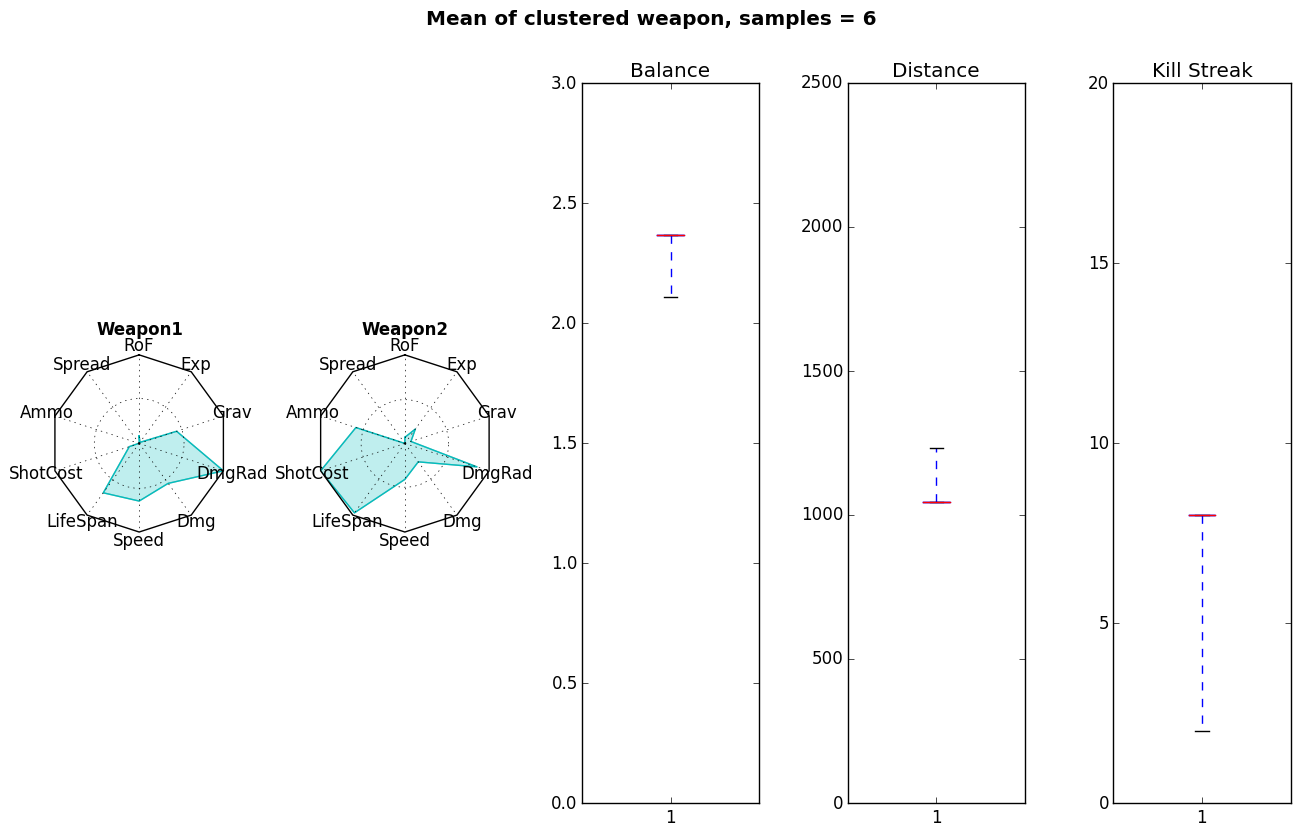 Mean of clustered weapon, samples = 6
Weapon1
RoF
Spread
Exp
Ammo
Grav
ShotCost
DmgRad
LifeSpan
Dmg
Speed
Weapon2
RoF
Spread
Exp
Ammo
Grav
ShotCost
DmgRad
LifeSpan
Dmg
Speed
Balance
3.0
2.5
2.0
1.5
1.0
0.5
0.0
1
Distance
2500
2000
1500
1000
500
0
1
Kill Streak
20
15
10
5
0
1